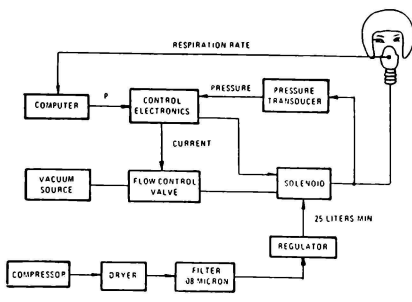 RESPIRATION RATE
COMPUTER
P
CONTROL
ELECTRONICS
PRESSURE
PRESSURE
TRANSDUCER
CURRENT
VACUUM
SOURCE
FLOW CONTROL
VALVE
SOLENOID
25 LITERS MIN
REGULATOR
COMPRESSOR
DRYER
FILTER
08 MICRON